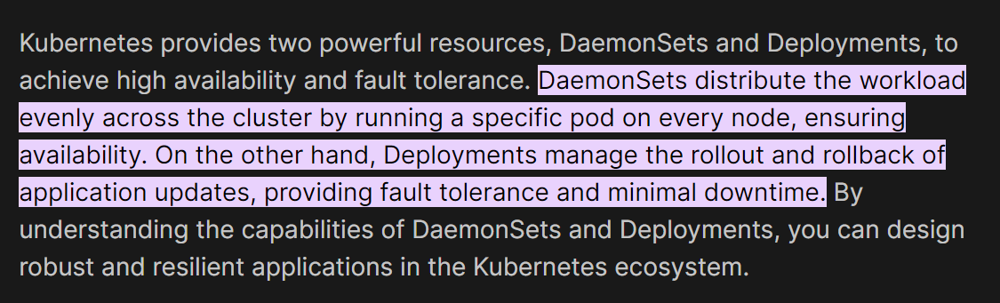 Kubernetes provides two powerful resources, DaemonSets and Deployments, to
achieve high availability and fault tolerance. DaemonSets distribute the workload
evenly across the cluster by running a specific pod on every node, ensuring
availability. On the other hand, Deployments manage the rollout and rollback of
application updates, providing fault tolerance and minimal downtime. By
understanding the capabilities of DaemonSets and Deployments, you can design
robust and resilient applications in the Kubernetes ecosystem.